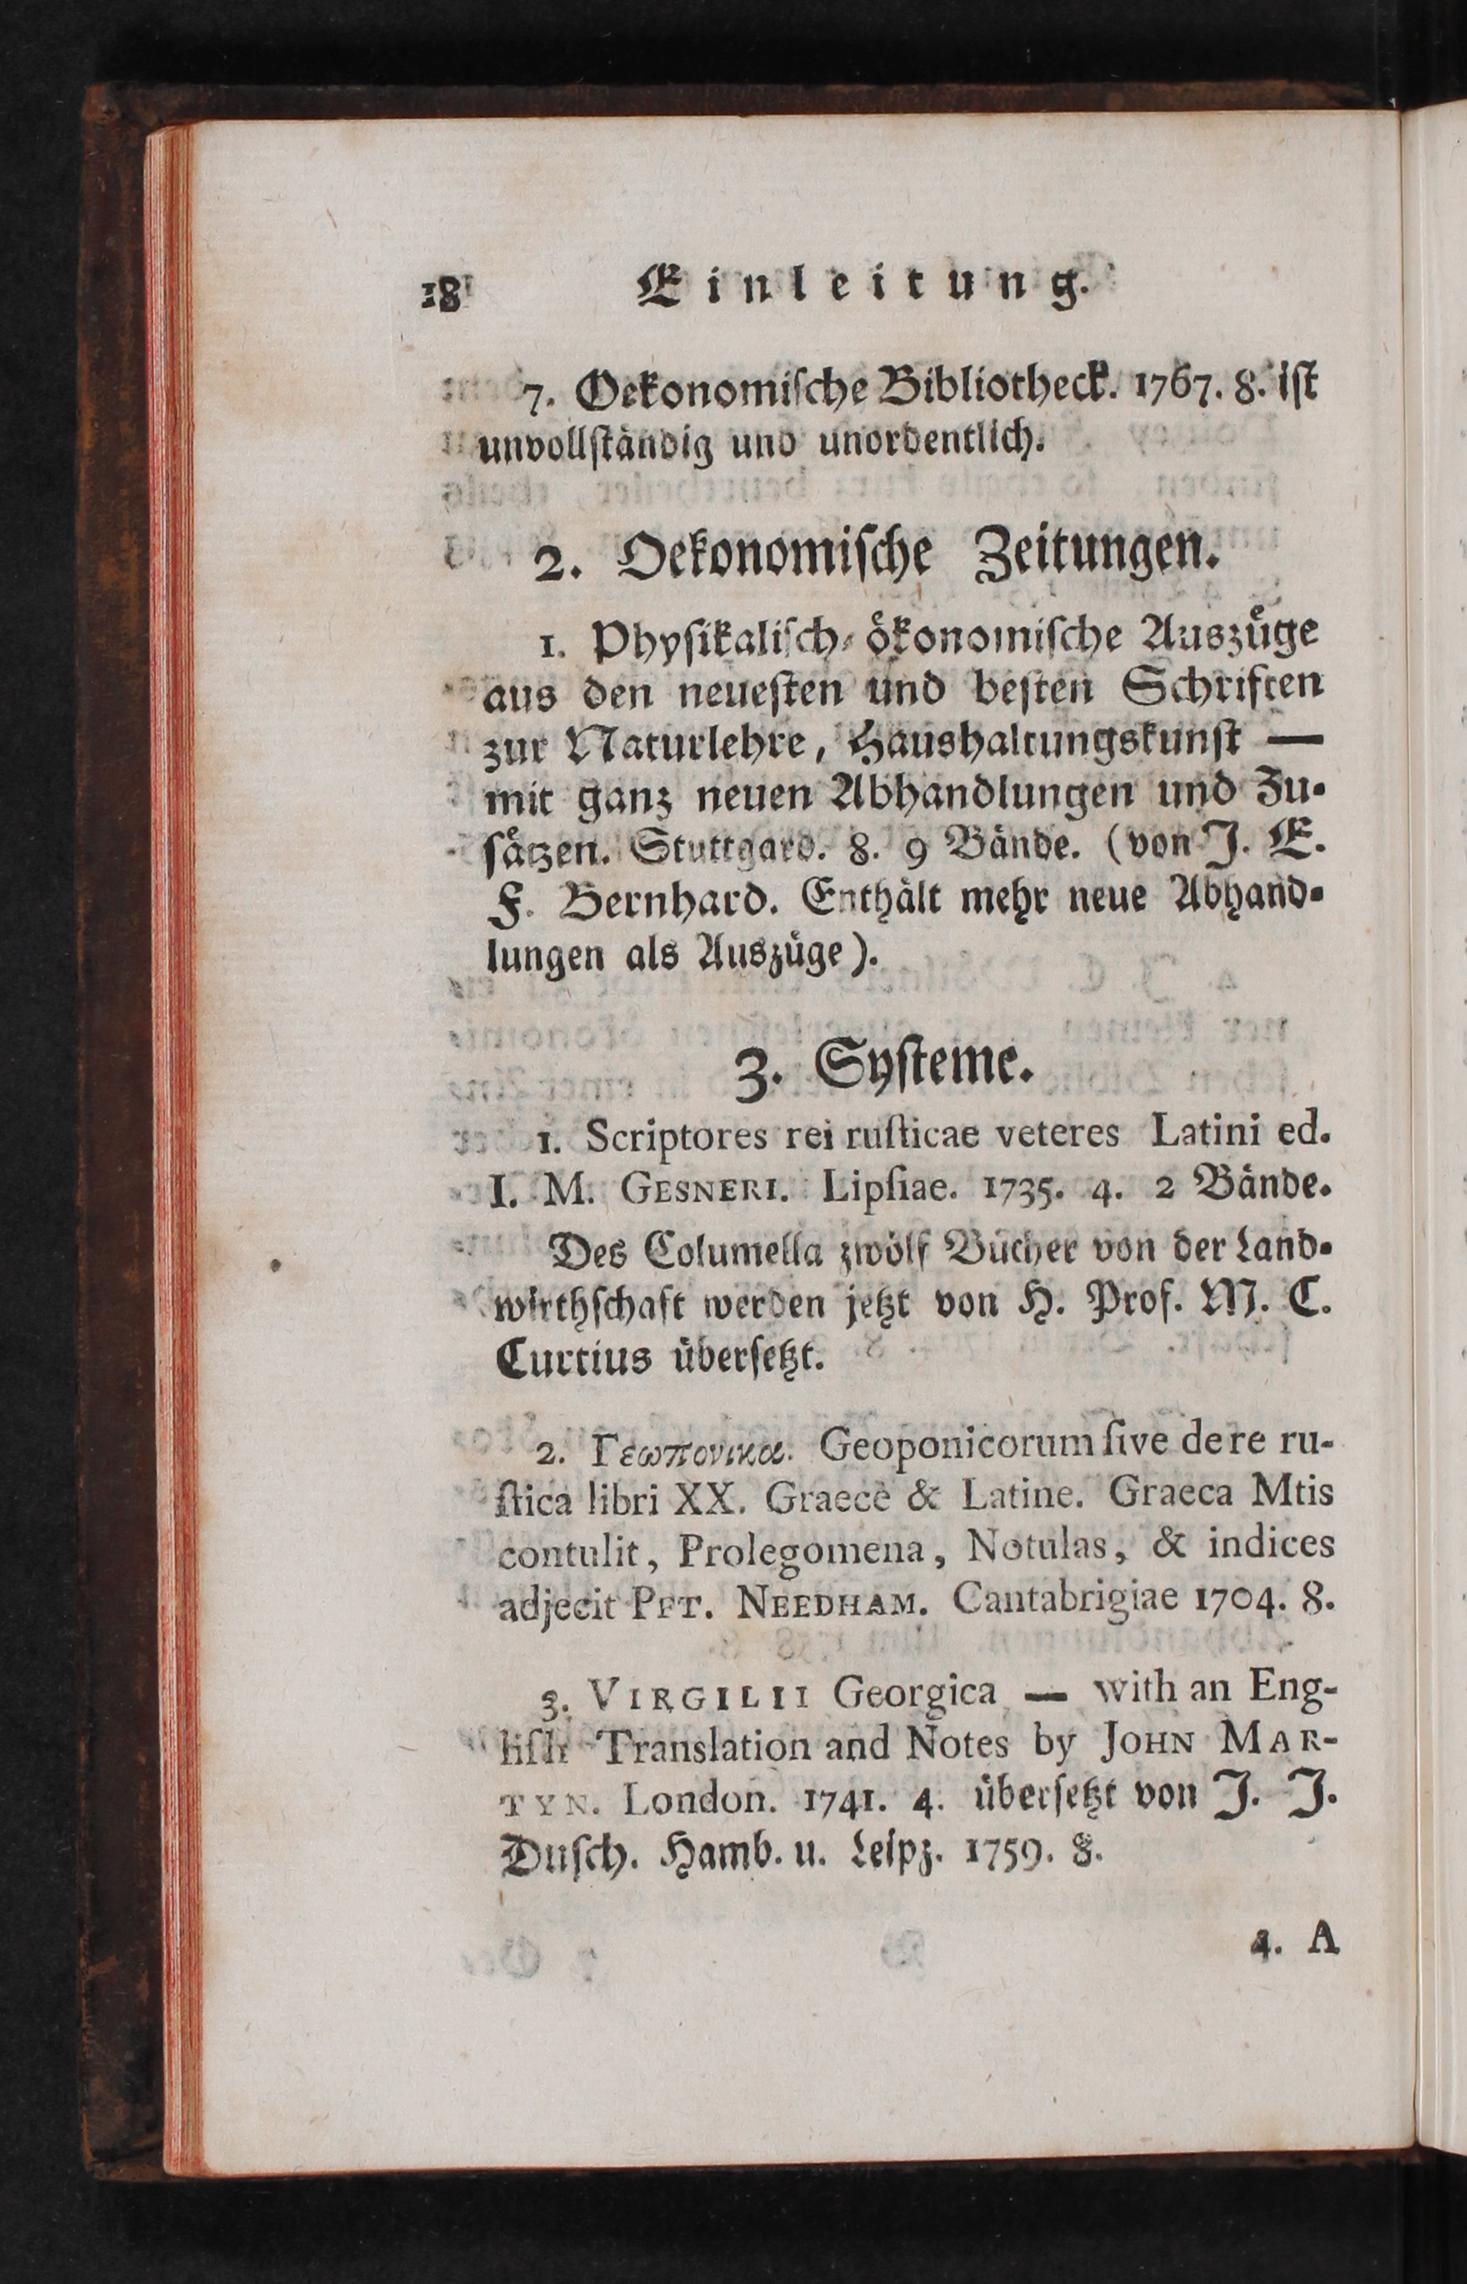 18 Einleitung.
7. Oekonomische Bibliotheck. 1767. 8. ist
unvollständig und unordentlich.
2. Oekonomische Zeitungen.
1. Physikalisch-ökonomische Auszüge
aus den neuesten und besten Schriften
zur Naturlehre, Haushaltungskunst —
mit ganz neuen Abhandlungen und Zu-
sätzen. Stuttgard. 8. 9 Bände. (von J. E.
F. Bernhard. Enthält mehr neue Abhand-
lungen als Auszüge).
3. Systeme.
1. Scriptores rei rusticae veteres Latini ed.
I. M. GESNERI. Lipsiae. 1735. 4. 2 Bände.
Des Columella zwölf Bücher von der Land-
wirthschaft werden jetzt von H. Prof. M. C.
Curtius übersetzt.
2. Γεωπονικα. Geoponicorum sive de re ru-
stica libri XX. Graecè & Latine. Graeca Mtis
contulit, Prolegomena, Notulas, & indices
adjecit PET. NEEDHAM. Cantabrigiae 1704. 8.
3. VIRGILII Georgica — with an Eng-
lish Translation and Notes by JOHN MAR-
TYN. London. 1741. 4. übersetzt von J. J.
Dusch. Hamb. u. Leipz. 1759. 8.
4. A